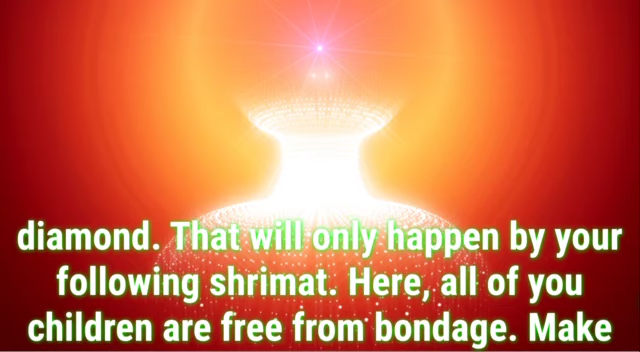 diamond. That will only happen by your
following shrimat. Here, all of you
children are free from bondage. Make